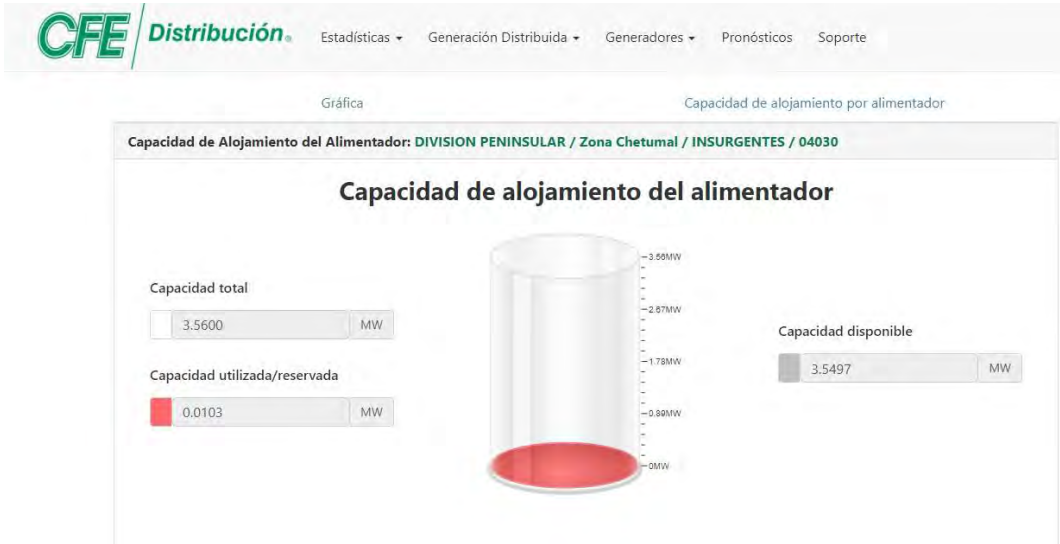 CFE Distribución®
Estadísticas Generación Distribuida Generadores Pronósticos Soporte
Gráfica Capacidad de alojamiento por alimentador
Capacidad de Alojamiento del Alimentador: DIVISION PENINSULAR / Zona Chetumal / INSURGENTES / 04030
Capacidad de alojamiento del alimentador
Capacidad total
3.5600 MW
Capacidad utilizada/reservada
0.0103 MW
3.56MW
2.67MW
1.78MW
0.89MW
0MW
Capacidad disponible
3.5497 MW